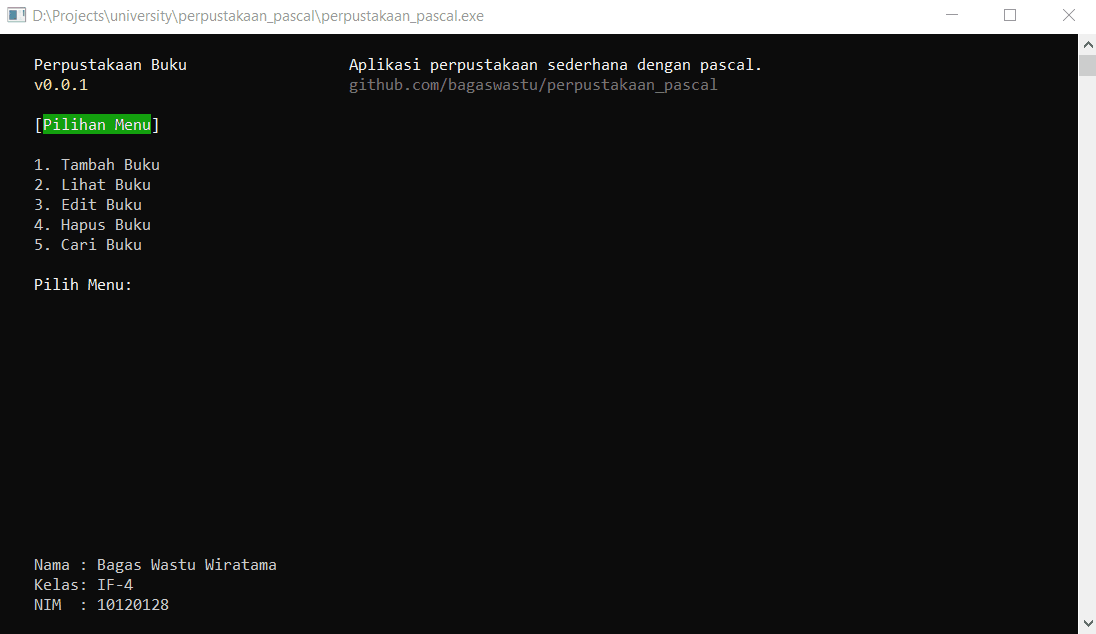 D:\Projects\university\perpustakaan_pascal\perpustakaan_pascal.exe
Perpustakaan Buku Aplikasi perpustakaan sederhana dengan pascal.
v0.0.1 github.com/bagaswastu/perpustakaan_pascal
[Pilihan Menu]
1. Tambah Buku
2. Lihat Buku
3. Edit Buku
4. Hapus Buku
5. Cari Buku
Pilih Menu:
Nama : Bagas Wastu Wiratama
Kelas: IF-4
NIM  : 10120128